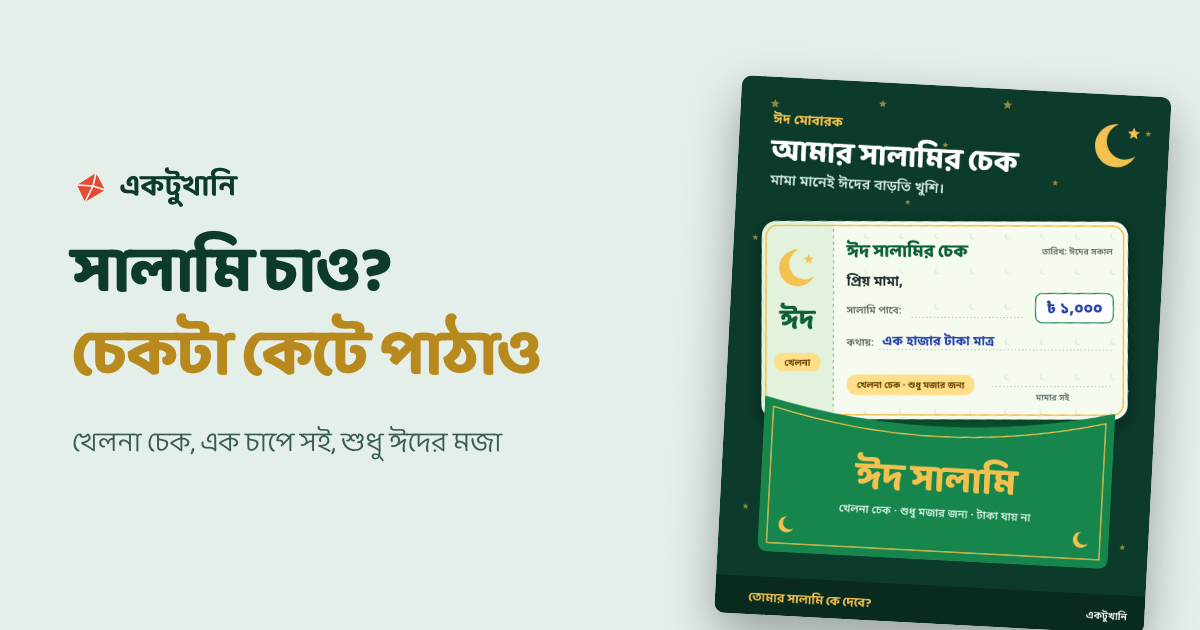 একটুখানি
সালামি চাও?
চেকটা কেটে পাঠাও
খেলনা চেক, এক চাপে সই, শুধু ঈদের মজা
ঈদ মোবারক
আমার সালামির চেক
মামা মানেই ঈদের বাড়তি খুশি।
ঈদ
খেলনা
ঈদ সালামির চেক
তারিখ: ঈদের সকাল
প্রিয় মামা,
সালামি পাবে:
৳ ১,০০০
কথায়: এক হাজার টাকা মাত্র
খেলনা চেক · শুধু মজার জন্য
মামার সই
ঈদ সালামি
খেলনা চেক · শুধু মজার জন্য · টাকা যায় না
তোমার সালামি কে দেবে?
একটুখানি